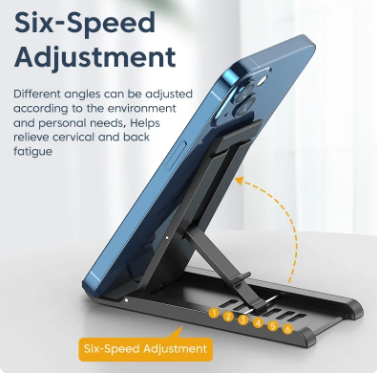 Six-Speed
Adjustment
Different angles can be adjusted
according to the environment
and personal needs, Helps
relieve cervical and back
fatigue
1 2 3 4 5 6
Six-Speed Adjustment